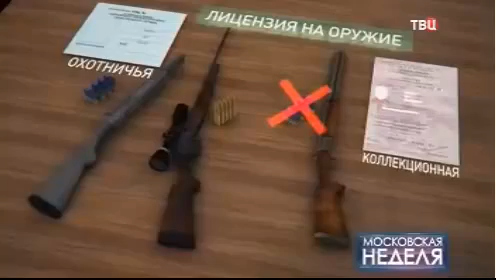 ТВЦ
ЛИЦЕНЗИЯ НА ОРУЖИЕ
ОХОТНИЧЬЯ
КОЛЛЕКЦИОННАЯ
МОСКОВСКАЯ
НЕДЕЛЯ